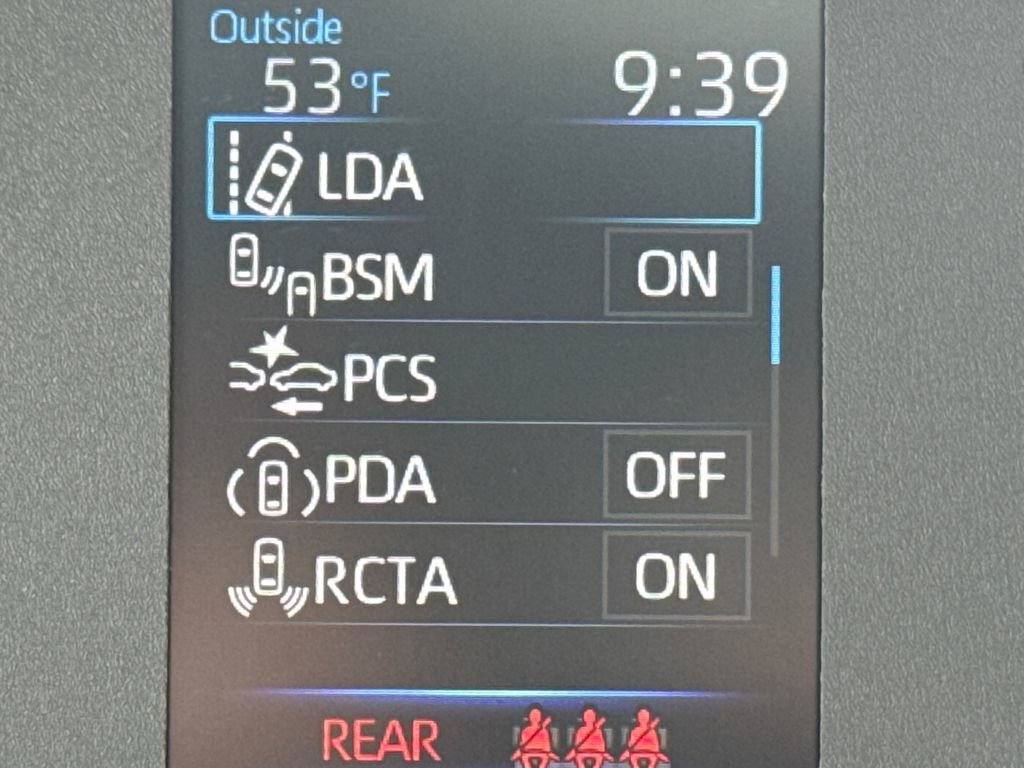 Outside
53°F 9:39
LDA
BSM ON
PCS
PDA OFF
RCTA ON
REAR